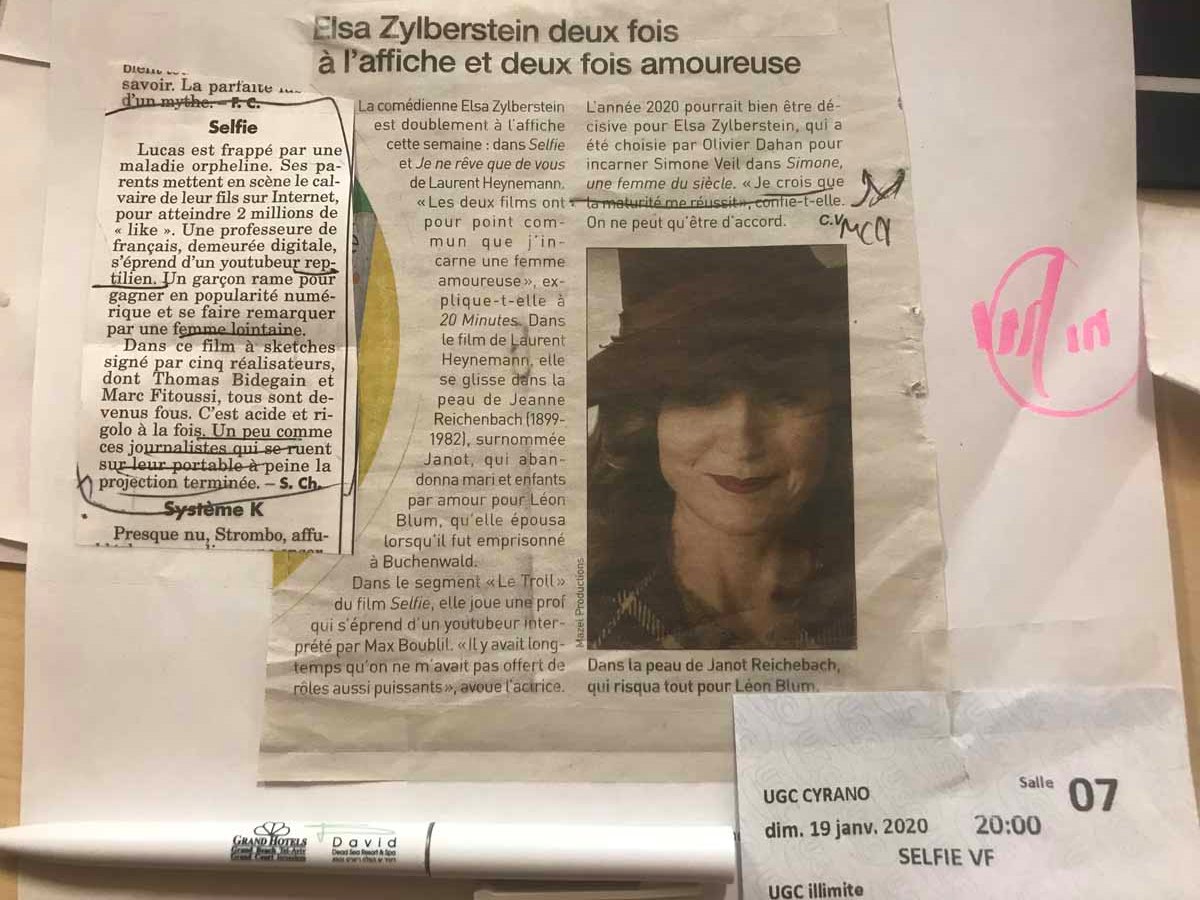 Elsa Zylberstein deux fois
à l'affiche et deux fois amoureuse
savoir. La parfaite
d'un mythe. – F. C.
Selfie
Lucas est frappé par une
maladie orpheline. Ses pa-
rents mettent en scène le cal-
vaire de leur fils sur Internet,
pour atteindre 2 millions de
« like ». Une professeure de
français, demeurée digitale,
s'éprend d'un youtubeur rep-
tilien. Un garçon rame pour
gagner en popularité numé-
rique et se faire remarquer
par une femme lointaine.
Dans ce film à sketches
signé par cinq réalisateurs,
dont Thomas Bidegain et
Marc Fitoussi, tous sont de-
venus fous. C'est acide et ri-
golo à la fois. Un peu comme
ces journalistes qui se ruent
sur leur portable à peine la
projection terminée. – S. Ch.
Système K
Presque nu, Strombo, affu-
La comédienne Elsa Zylberstein
est doublement à l'affiche
cette semaine : dans Selfie
et Je ne rêve que de vous
de Laurent Heynemann.
« Les deux films ont
pour point com-
mun que j'in-
carne une femme
amoureuse », ex-
plique-t-elle à
20 Minutes. Dans
le film de Laurent
Heynemann, elle
se glisse dans la
peau de Jeanne
Reichenbach (1899-
1982), surnommée
Janot, qui aban-
donna mari et enfants
par amour pour Léon
Blum, qu'elle épousa
lorsqu'il fut emprisonné
à Buchenwald.
Dans le segment « Le Troll »
du film Selfie, elle joue une prof
qui s'éprend d'un youtubeur inter-
prété par Max Boublil. « Il y avait long-
temps qu'on ne m'avait pas offert de
rôles aussi puissants », avoue l'actrice.
L'année 2020 pourrait bien être dé-
cisive pour Elsa Zylberstein, qui a
été choisie par Olivier Dahan pour
incarner Simone Veil dans Simone,
une femme du siècle. « Je crois que
la maturité me réussit », confie-t-elle.
On ne peut qu'être d'accord. C.V.
Mazel Productions
Dans la peau de Janot Reichebach,
qui risqua tout pour Léon Blum.
GRAND HOTELS
David
Dead Sea Resort & Spa
UGC CYRANO
Salle 07
dim. 19 janv. 2020 20:00
SELFIE VF
UGC illimite